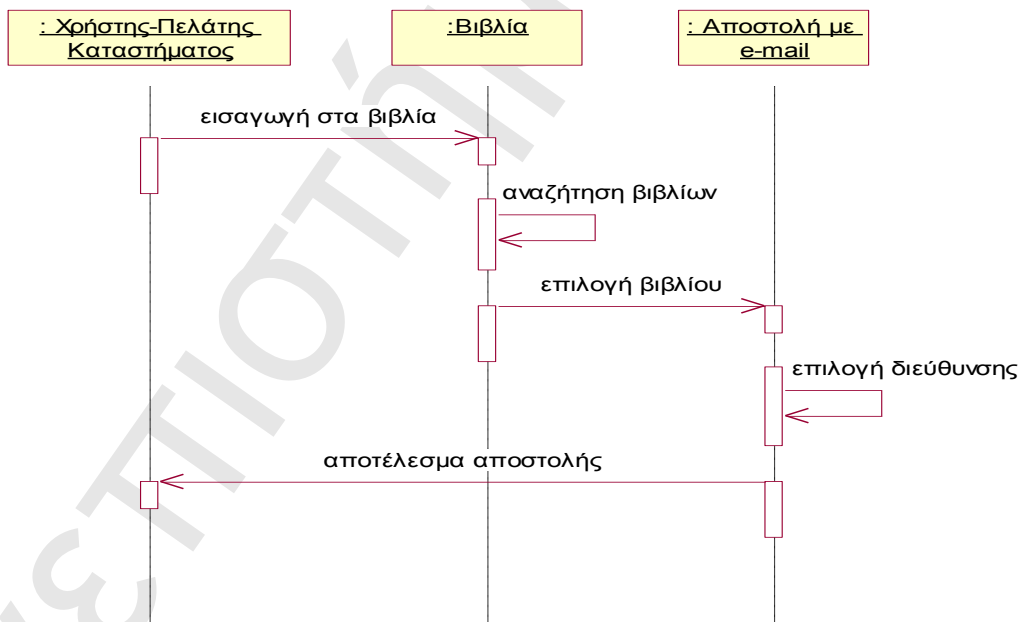 : Χρήστης-Πελάτης
Καταστήματος
:Βιβλία
: Αποστολή με
e-mail
εισαγωγή στα βιβλία
αναζήτηση βιβλίων
επιλογή βιβλίου
επιλογή διεύθυνσης
αποτέλεσμα αποστολής